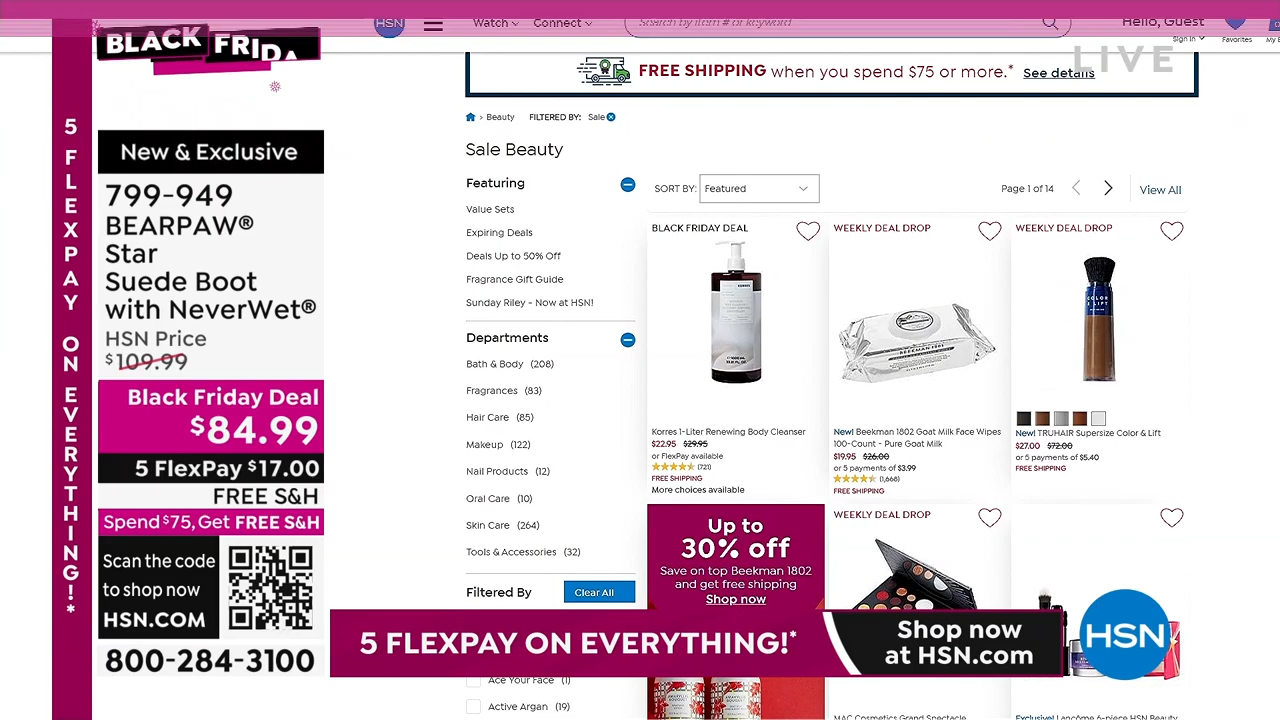 BLACK FRIDA
5 FLEXPAY ON EVERYTHING!*
New & Exclusive
799-949
BEARPAW®
Star
Suede Boot
with NeverWet®
HSN Price
$109.99
Black Friday Deal
$84.99
5 FlexPay $17.00
FREE S&H
Spend $75, Get FREE S&H
Scan the code
to shop now
HSN.COM
800-284-3100
HSN
Watch
Connect
Search by item # or keyword
Hello, Guest
Sign In
Favorites
LIVE
FREE SHIPPING when you spend $75 or more.* See details
> Beauty FILTERED BY: Sale
Sale Beauty
Featuring
Value Sets
Expiring Deals
Deals Up to 50% Off
Fragrance Gift Guide
Sunday Riley - Now at HSN!
Departments
Bath & Body (208)
Fragrances (83)
Hair Care (85)
Makeup (122)
Nail Products (12)
Oral Care (10)
Skin Care (264)
Tools & Accessories (32)
Filtered By
Clear All
Ace Your Face (1)
Active Argan (19)
SORT BY: Featured
Page 1 of 14
View All
BLACK FRIDAY DEAL
KORRES
Korres 1-Liter Renewing Body Cleanser
$22.95 $29.95
or FlexPay available
(721)
FREE SHIPPING
More choices available
WEEKLY DEAL DROP
BEEKMAN 1802
New! Beekman 1802 Goat Milk Face Wipes
100-Count - Pure Goat Milk
$19.95 $26.00
or 5 payments of $3.99
(1,668)
FREE SHIPPING
WEEKLY DEAL DROP
COLOR
& LIFT
New! TRUHAIR Supersize Color & Lift
$27.00 $72.00
or 5 payments of $5.40
FREE SHIPPING
Up to
30% off
Save on top Beekman 1802
and get free shipping
Shop now
WEEKLY DEAL DROP
5 FLEXPAY ON EVERYTHING!*
Shop now
at HSN.com
HSN
MAC Cosmetics Grand Spectacle
Exclusive! Lancôme 6-piece HSN Beauty